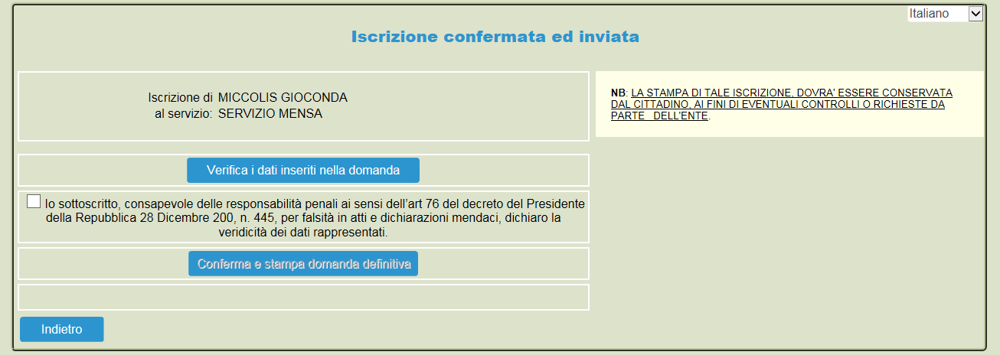 Italiano
Iscrizione confermata ed inviata
Iscrizione di MICCOLIS GIOCONDA
al servizio: SERVIZIO MENSA
NB: LA STAMPA DI TALE ISCRIZIONE, DOVRA' ESSERE CONSERVATA
DAL CITTADINO, AI FINI DI EVENTUALI CONTROLLI O RICHIESTE DA
PARTE DELL'ENTE.
Verifica i dati inseriti nella domanda
Io sottoscritto, consapevole delle responsabilità penali ai sensi dell'art 76 del decreto del Presidente
della Repubblica 28 Dicembre 200, n. 445, per falsità in atti e dichiarazioni mendaci, dichiaro la
veridicità dei dati rappresentati.
Conferma e stampa domanda definitiva
Indietro